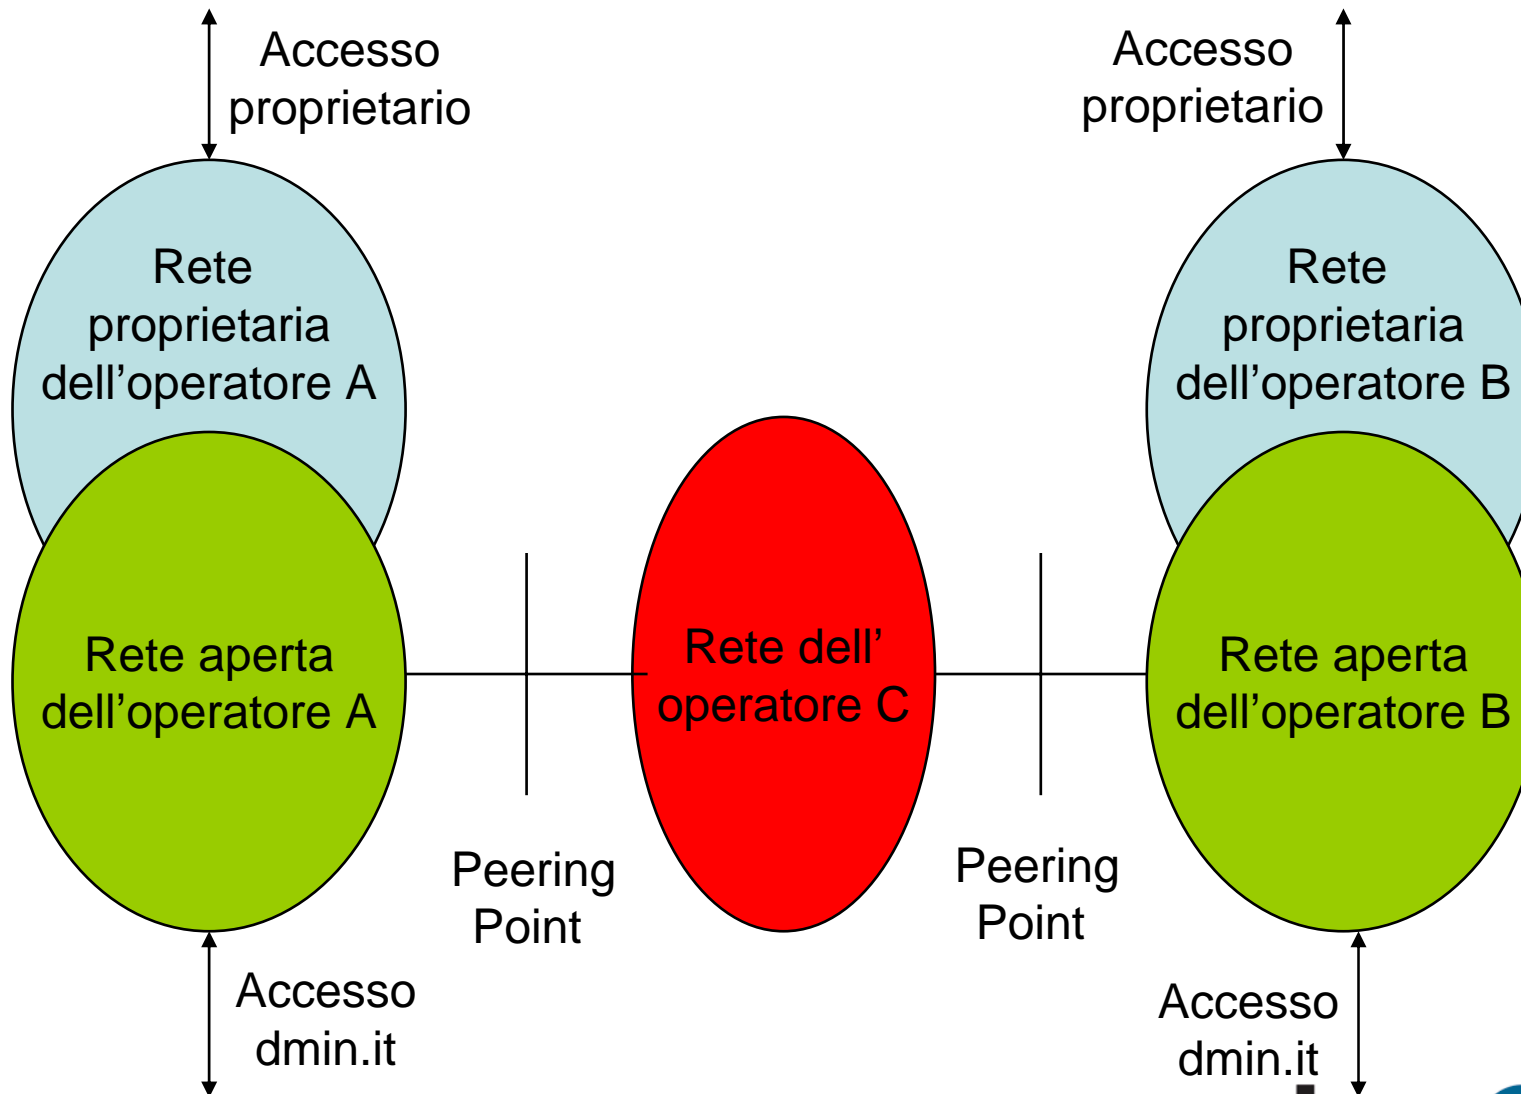 Accesso
proprietario
Accesso
proprietario
Rete
proprietaria
dell’operatore A
Rete
proprietaria
dell’operatore B
Rete aperta
dell’operatore A
Rete dell’
operatore C
Rete aperta
dell’operatore B
Peering
Point
Peering
Point
Accesso
dmin.it
Accesso
dmin.it